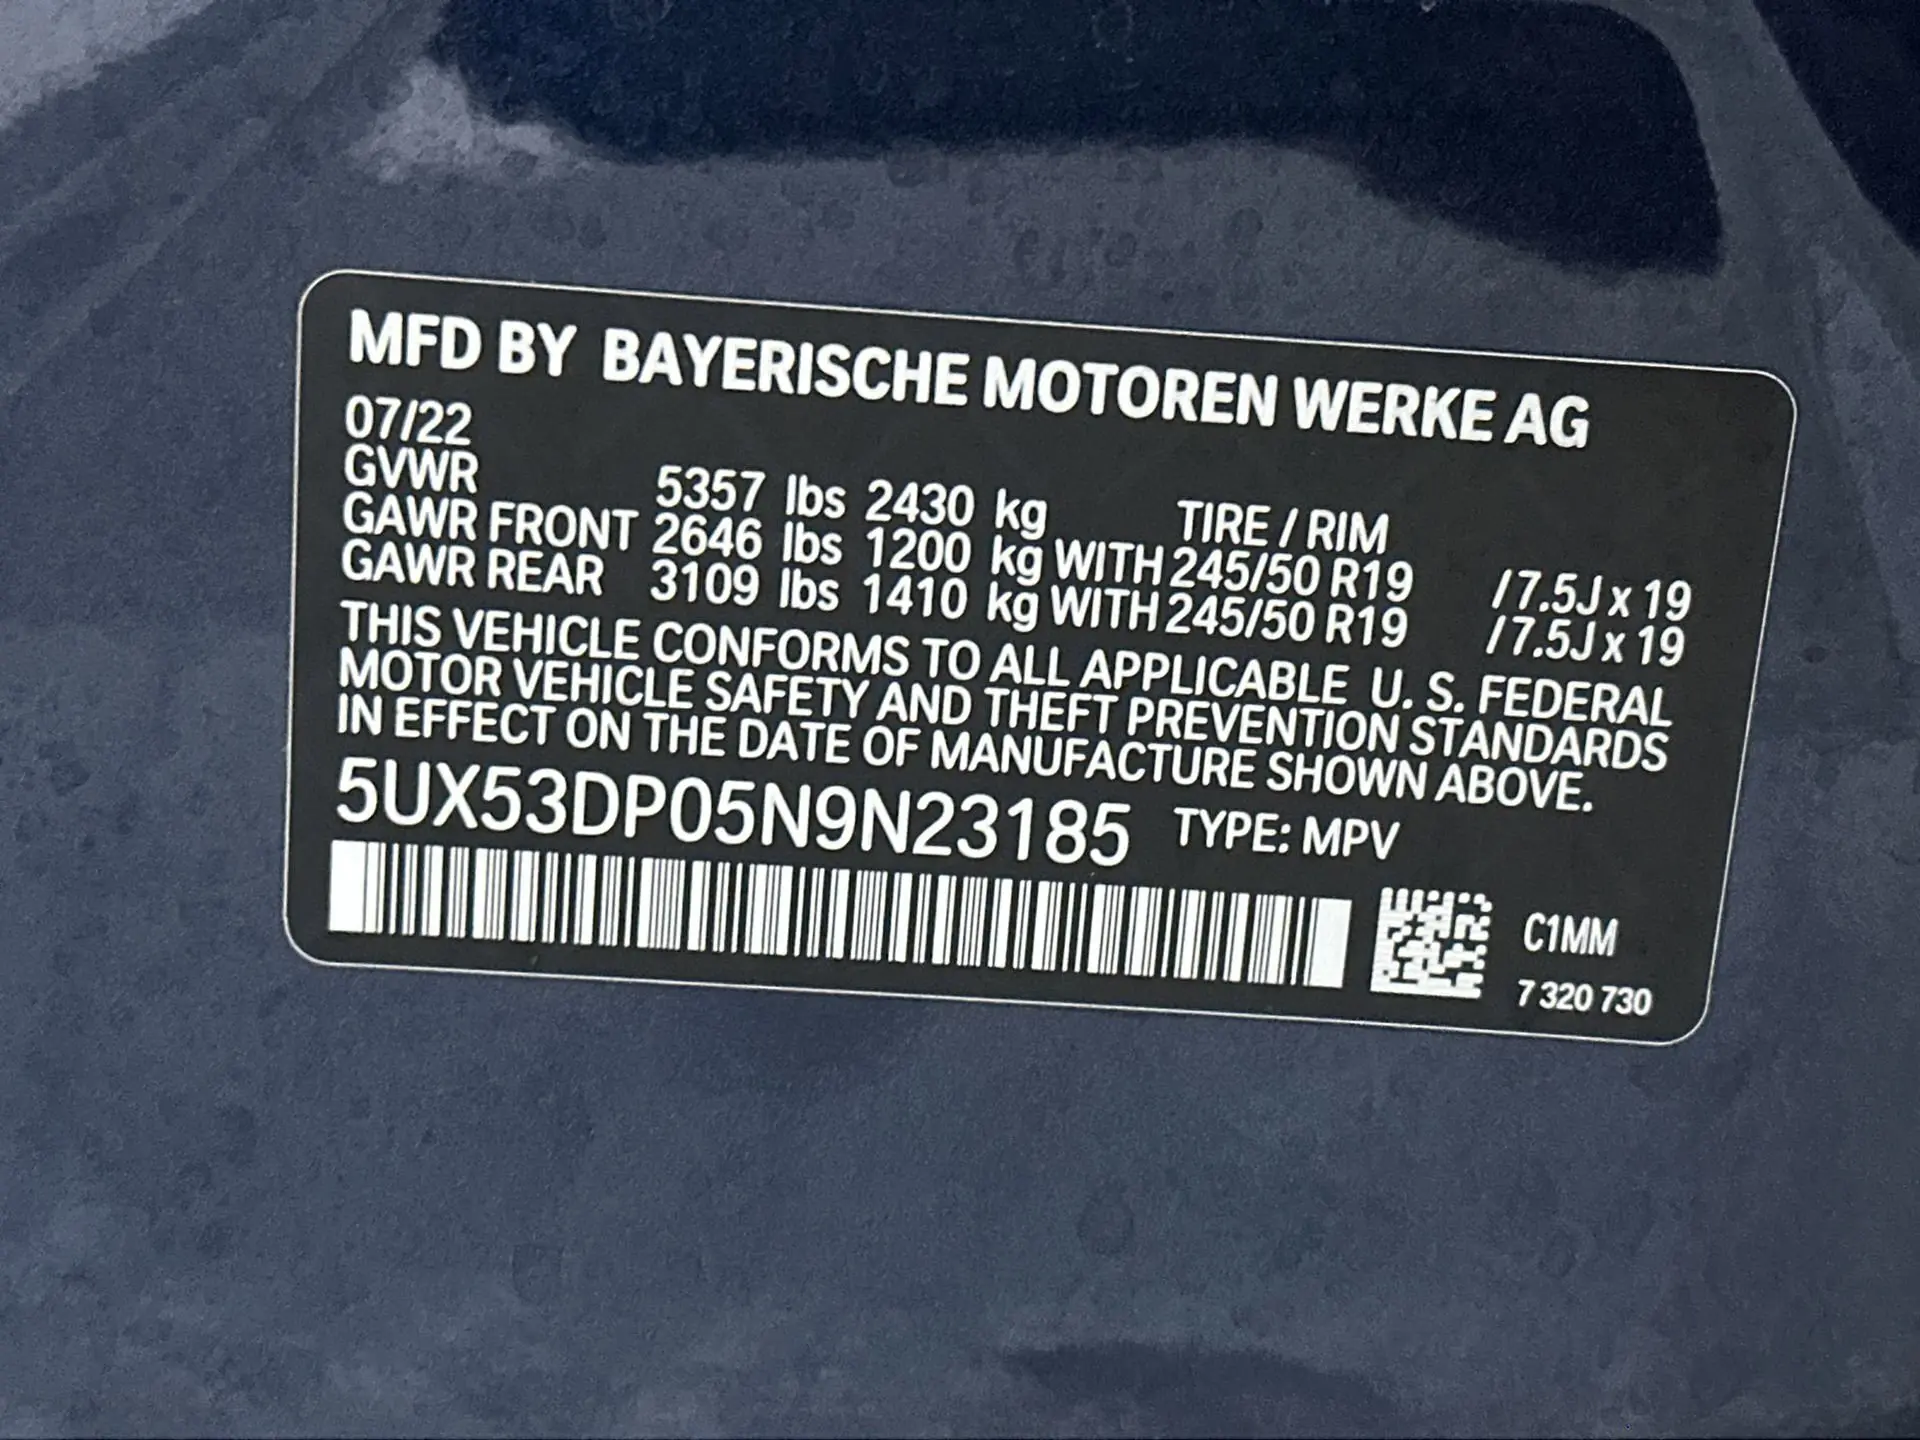 MFD BY BAYERISCHE MOTOREN WERKE AG
07/22
GVWR 5357 lbs 2430 kg TIRE / RIM
GAWR FRONT 2646 lbs 1200 kg WITH 245/50 R19 /7.5J x 19
GAWR REAR 3109 lbs 1410 kg WITH 245/50 R19 /7.5J x 19
THIS VEHICLE CONFORMS TO ALL APPLICABLE U. S. FEDERAL
MOTOR VEHICLE SAFETY AND THEFT PREVENTION STANDARDS
IN EFFECT ON THE DATE OF MANUFACTURE SHOWN ABOVE.
5UX53DP05N9N23185 TYPE: MPV
C1MM
7 320 730